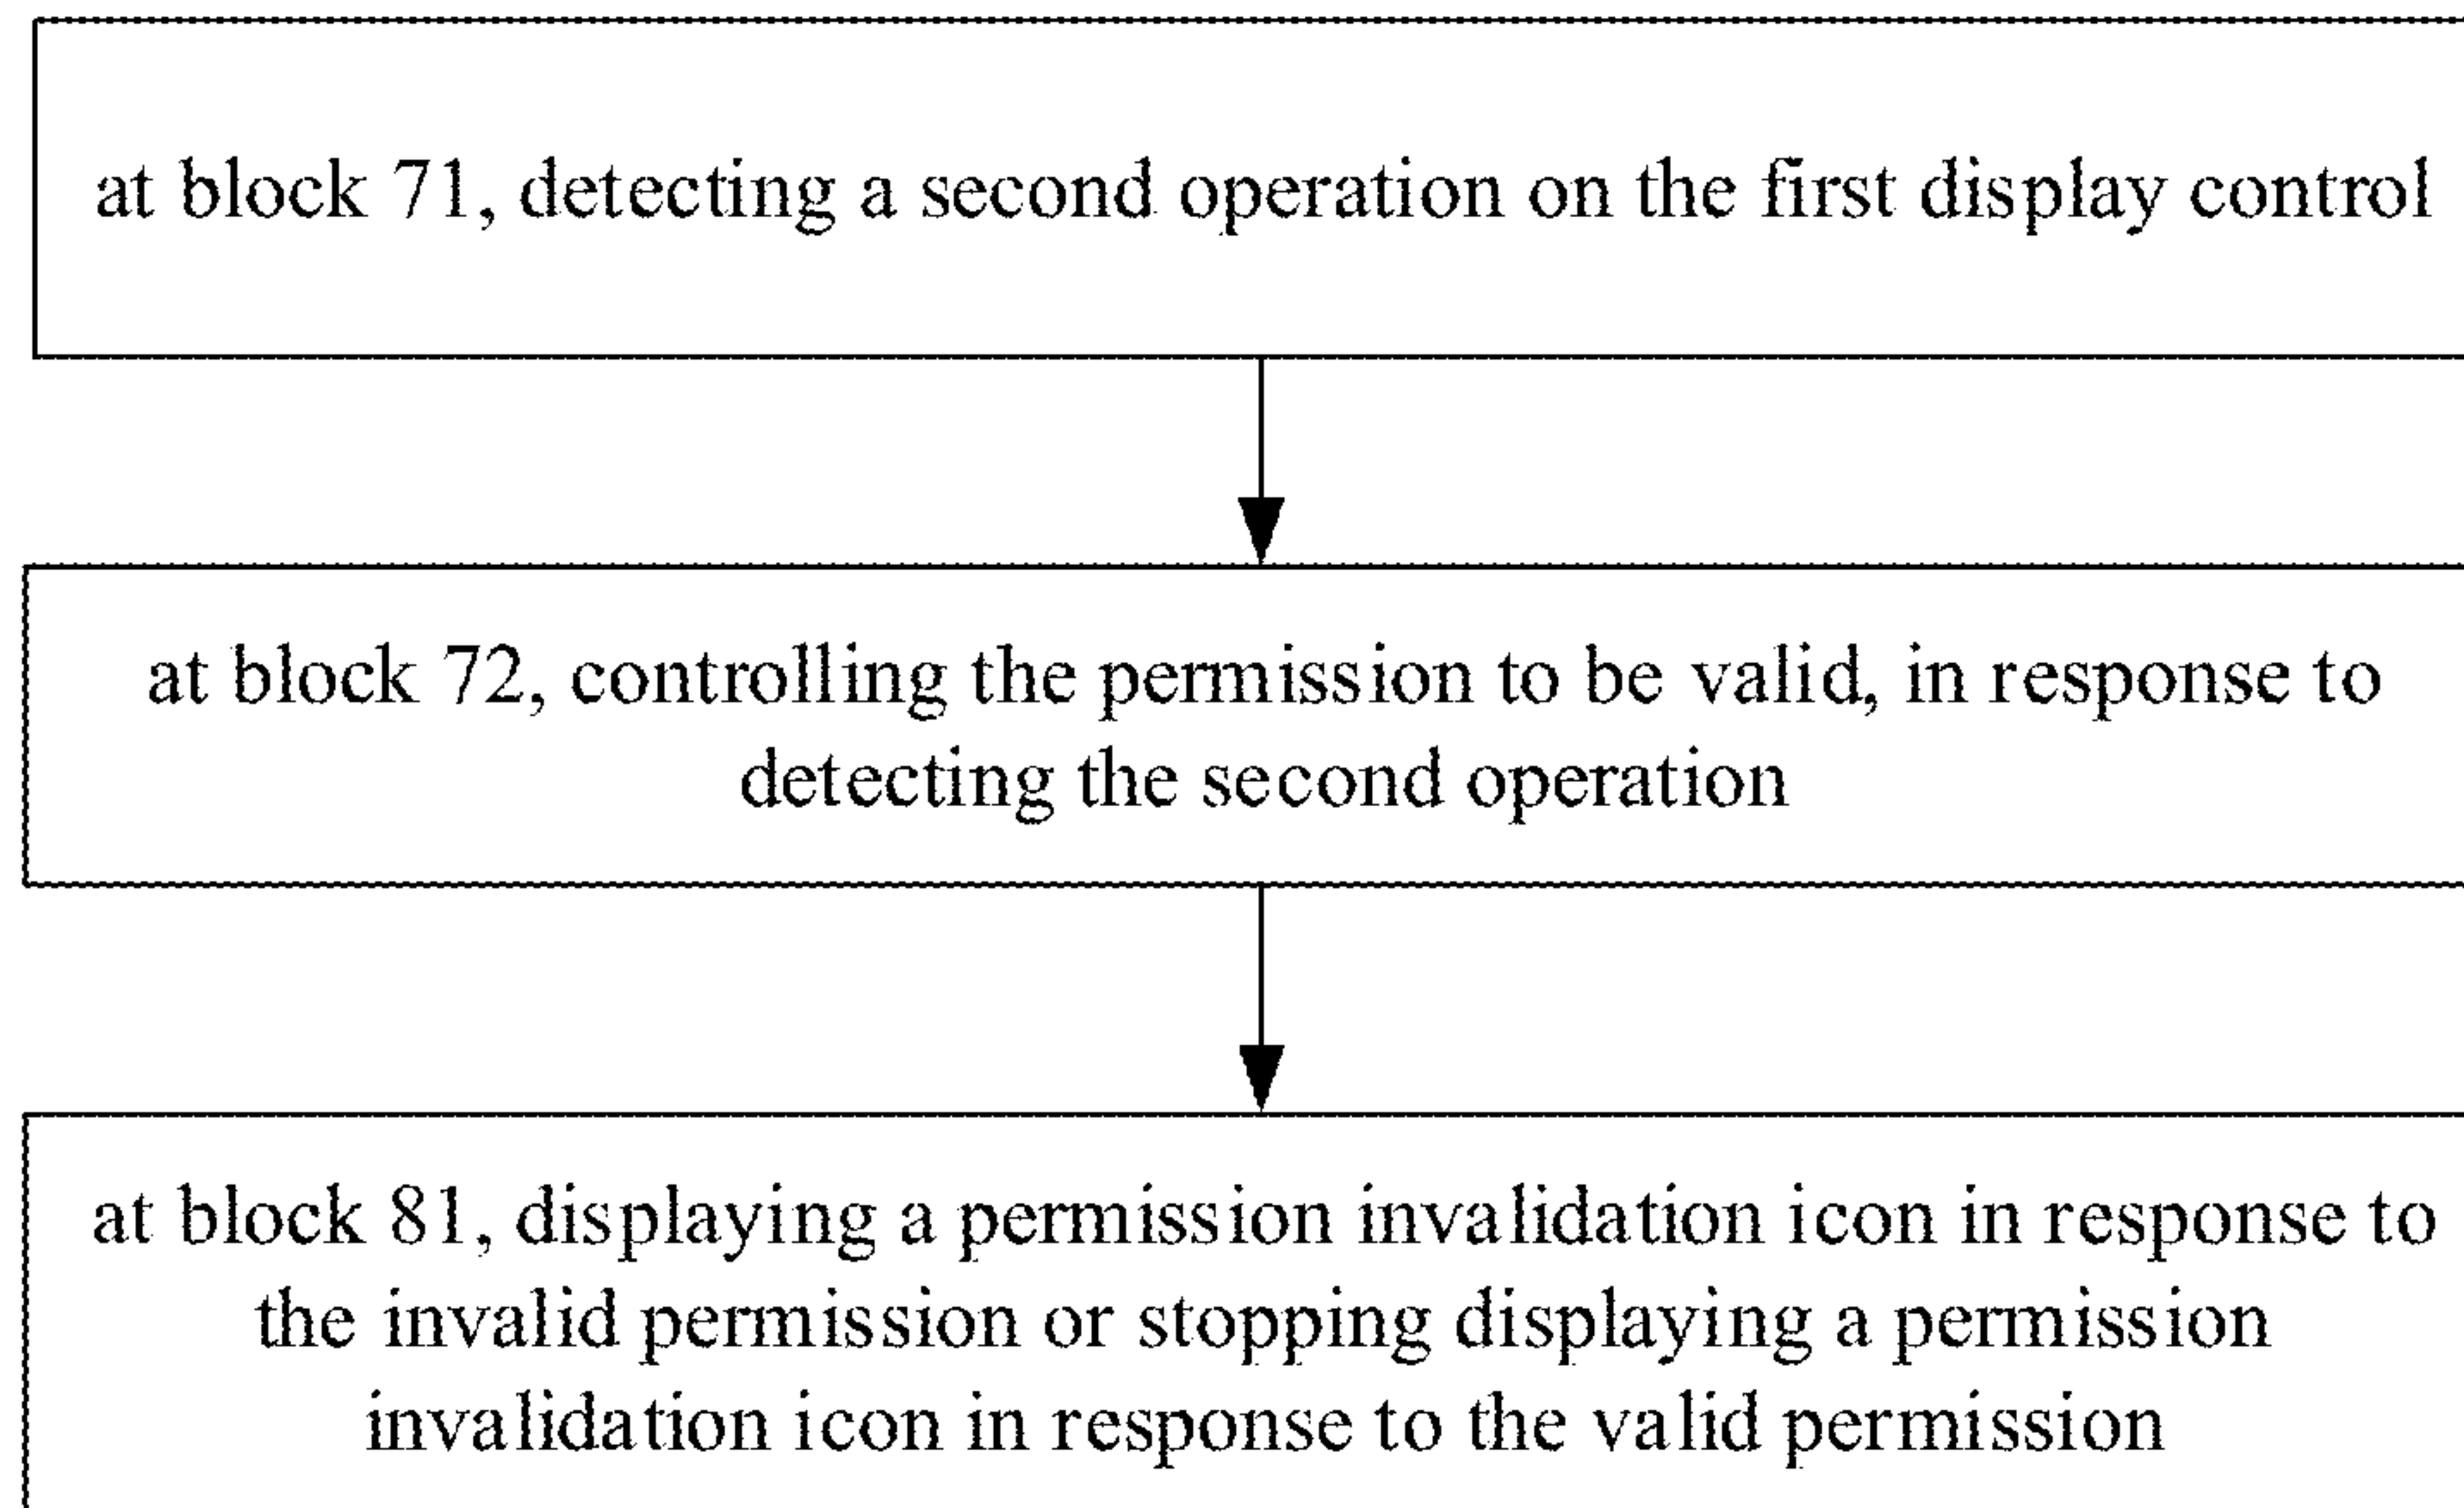 at block 71, detecting a second operation on the first display control
at block 72, controlling the permission to be valid, in response to
detecting the second operation
at block 81, displaying a permission invalidation icon in response to
the invalid permission or stopping displaying a permission
invalidation icon in response to the valid permission